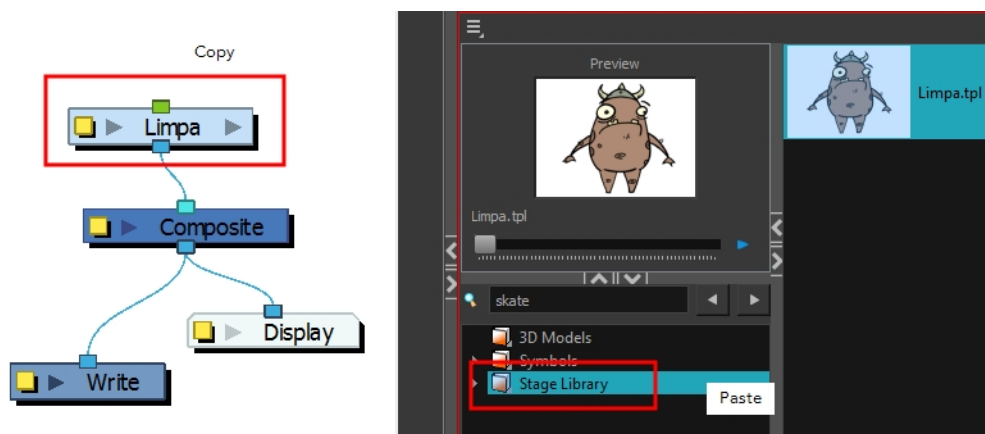 Copy
Limpa
Composite
Display
Write
Preview
Limpa.tpl
Limpa.tpl
skate
3D Models
Symbols
Stage Library
Paste